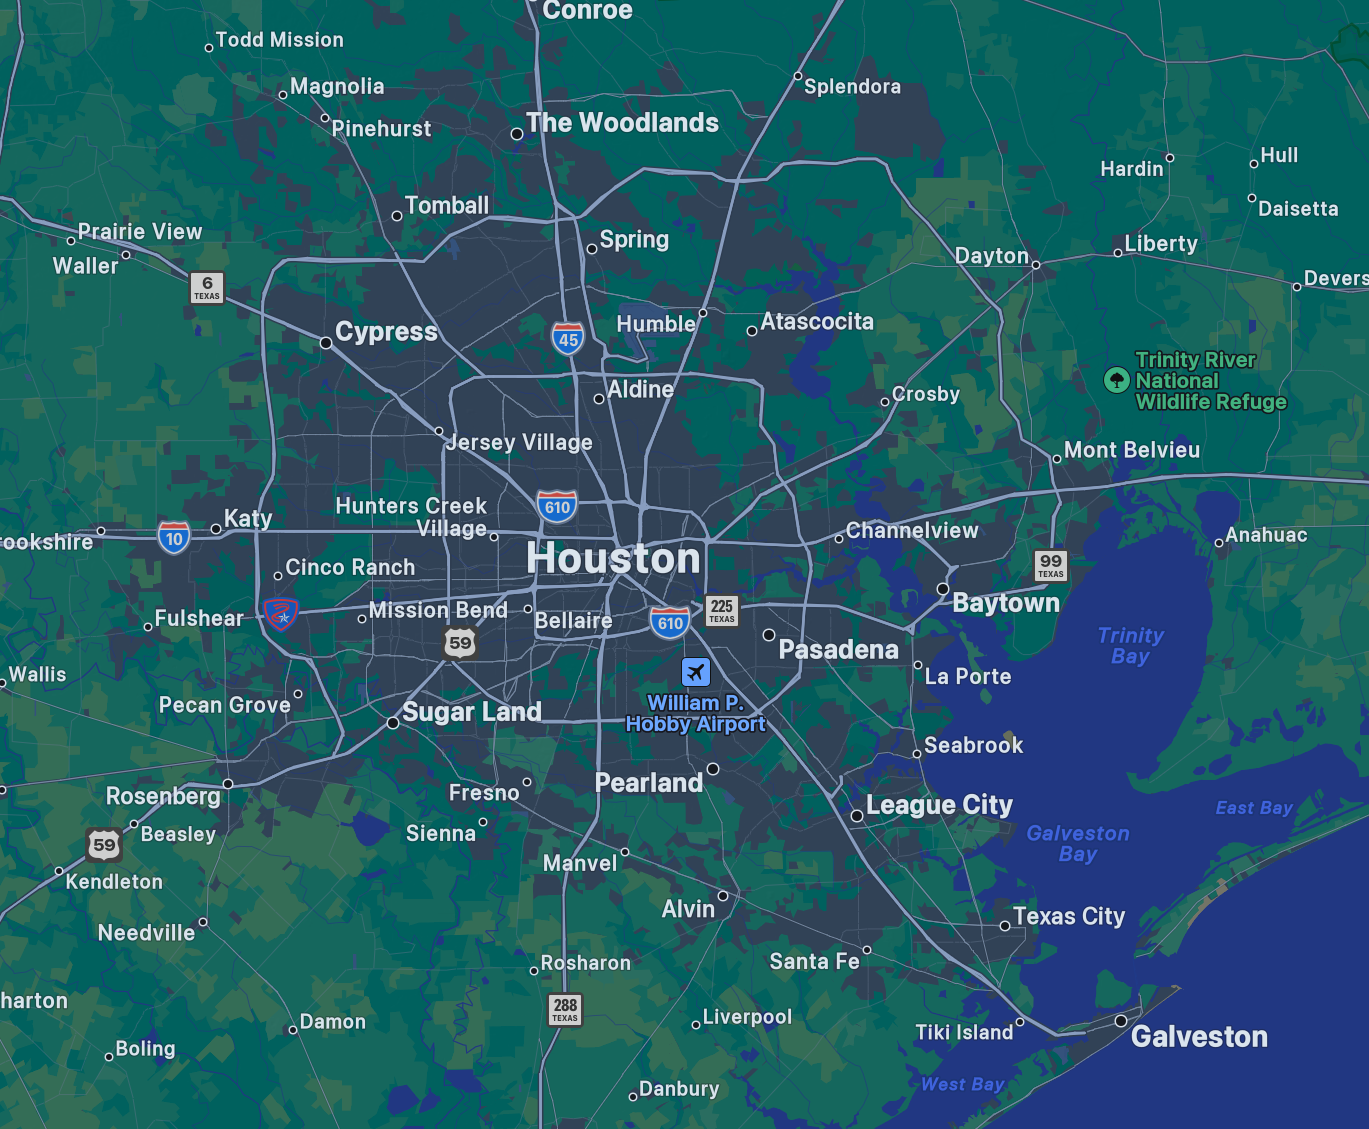 Conroe
Todd Mission
Magnolia
Splendora
Pinehurst
The Woodlands
Hull
Hardin
Tomball
Daisetta
Prairie View
Spring
Liberty
Waller
Dayton
Devers
6
TEXAS
Humble
Atascocita
Cypress
45
Trinity River
National
Wildlife Refuge
Aldine
Crosby
Jersey Village
Mont Belvieu
Hunters Creek
Village
610
Katy
Channelview
Anahuac
ookshire
10
Houston
Cinco Ranch
99
TEXAS
Fulshear
Mission Bend
Bellaire
610
225
TEXAS
Baytown
59
Pasadena
Trinity
Bay
Wallis
La Porte
Pecan Grove
William P.
Hobby Airport
Sugar Land
Seabrook
Pearland
Rosenberg
Fresno
League City
East Bay
Beasley
Sienna
Galveston
Bay
59
Manvel
Kendleton
Alvin
Texas City
Needville
Santa Fe
Rosharon
harton
288
TEXAS
Liverpool
Damon
Tiki Island
Galveston
Boling
Danbury
West Bay